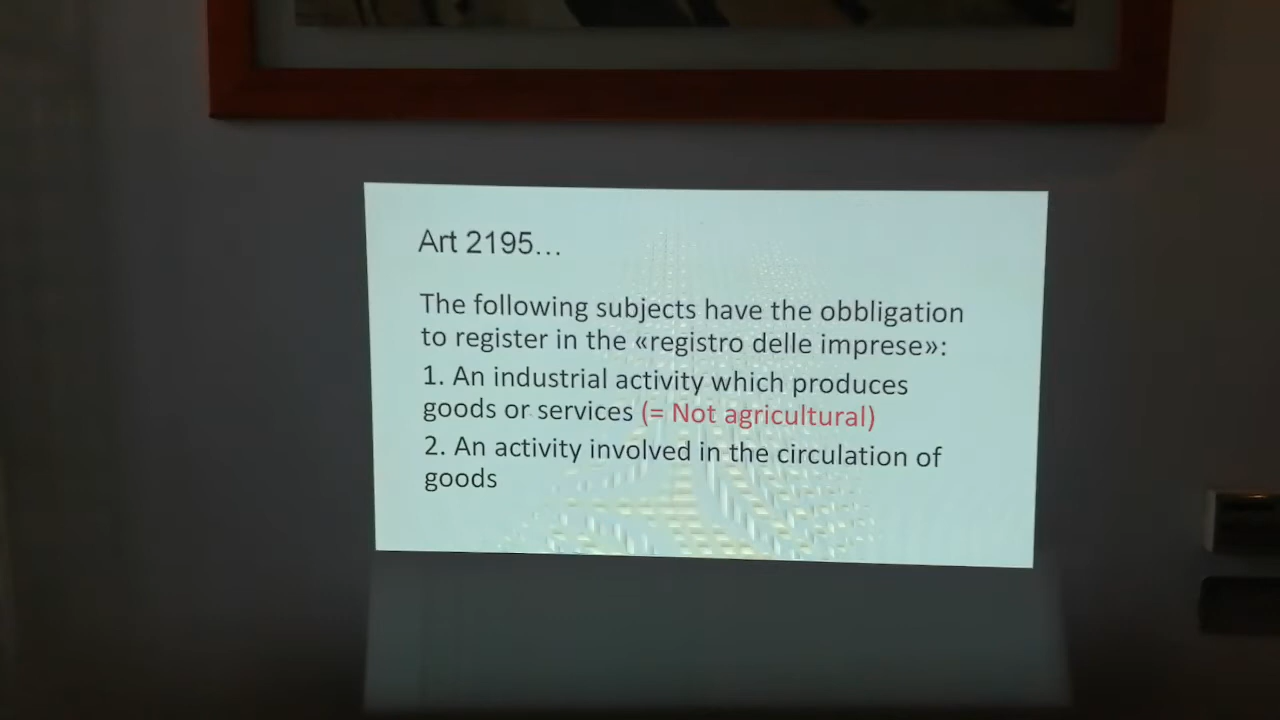 Art 2195…
The following subjects have the obbligation
to register in the «registro delle imprese»:
1. An industrial activity which produces
goods or services (= Not agricultural)
2. An activity involved in the circulation of
goods